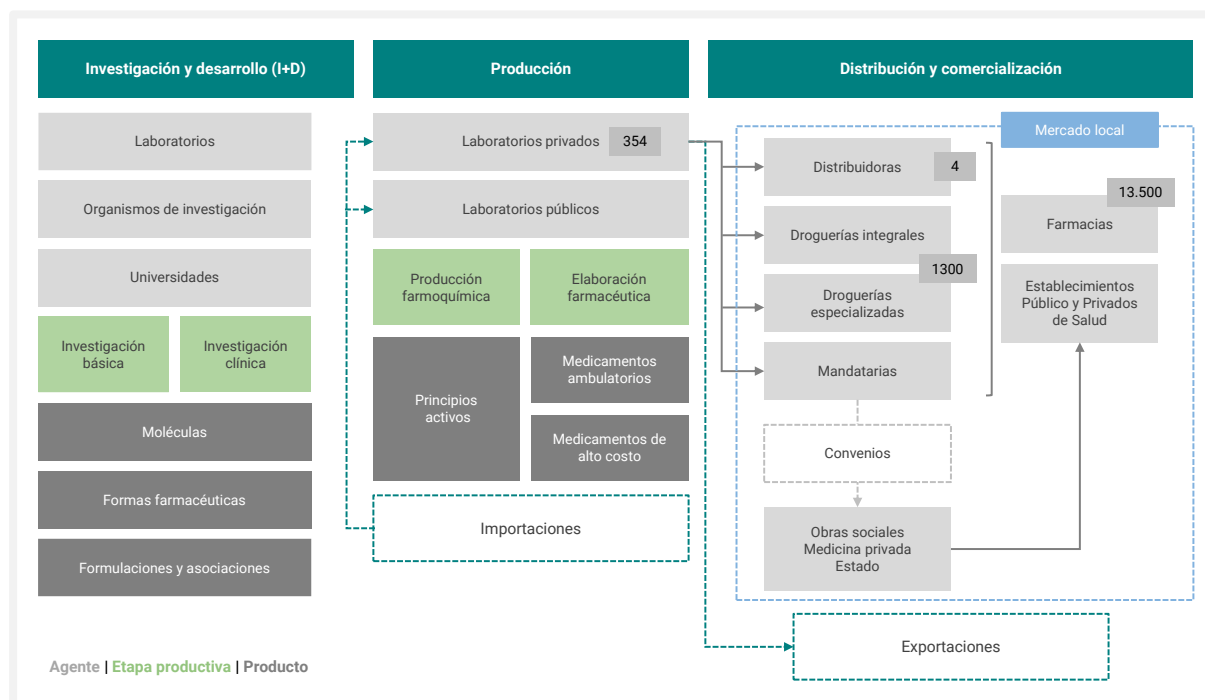 Investigación y desarrollo (I+D)
Producción
Distribución y comercialización
Laboratorios
Organismos de investigación
Universidades
Investigación
básica
Investigación
clínica
Moléculas
Formas farmacéuticas
Formulaciones y asociaciones
Laboratorios privados
354
Laboratorios públicos
Producción
farmoquímica
Elaboración
farmacéutica
Principios
activos
Medicamentos
ambulatorios
Medicamentos de
alto costo
Importaciones
Mercado local
Distribuidoras
4
Droguerías integrales
1300
Droguerías
especializadas
Mandatarias
Convenios
Obras sociales
Medicina privada
Estado
13.500
Farmacias
Establecimientos
Público y Privados
de Salud
Exportaciones
Agente | Etapa productiva | Producto